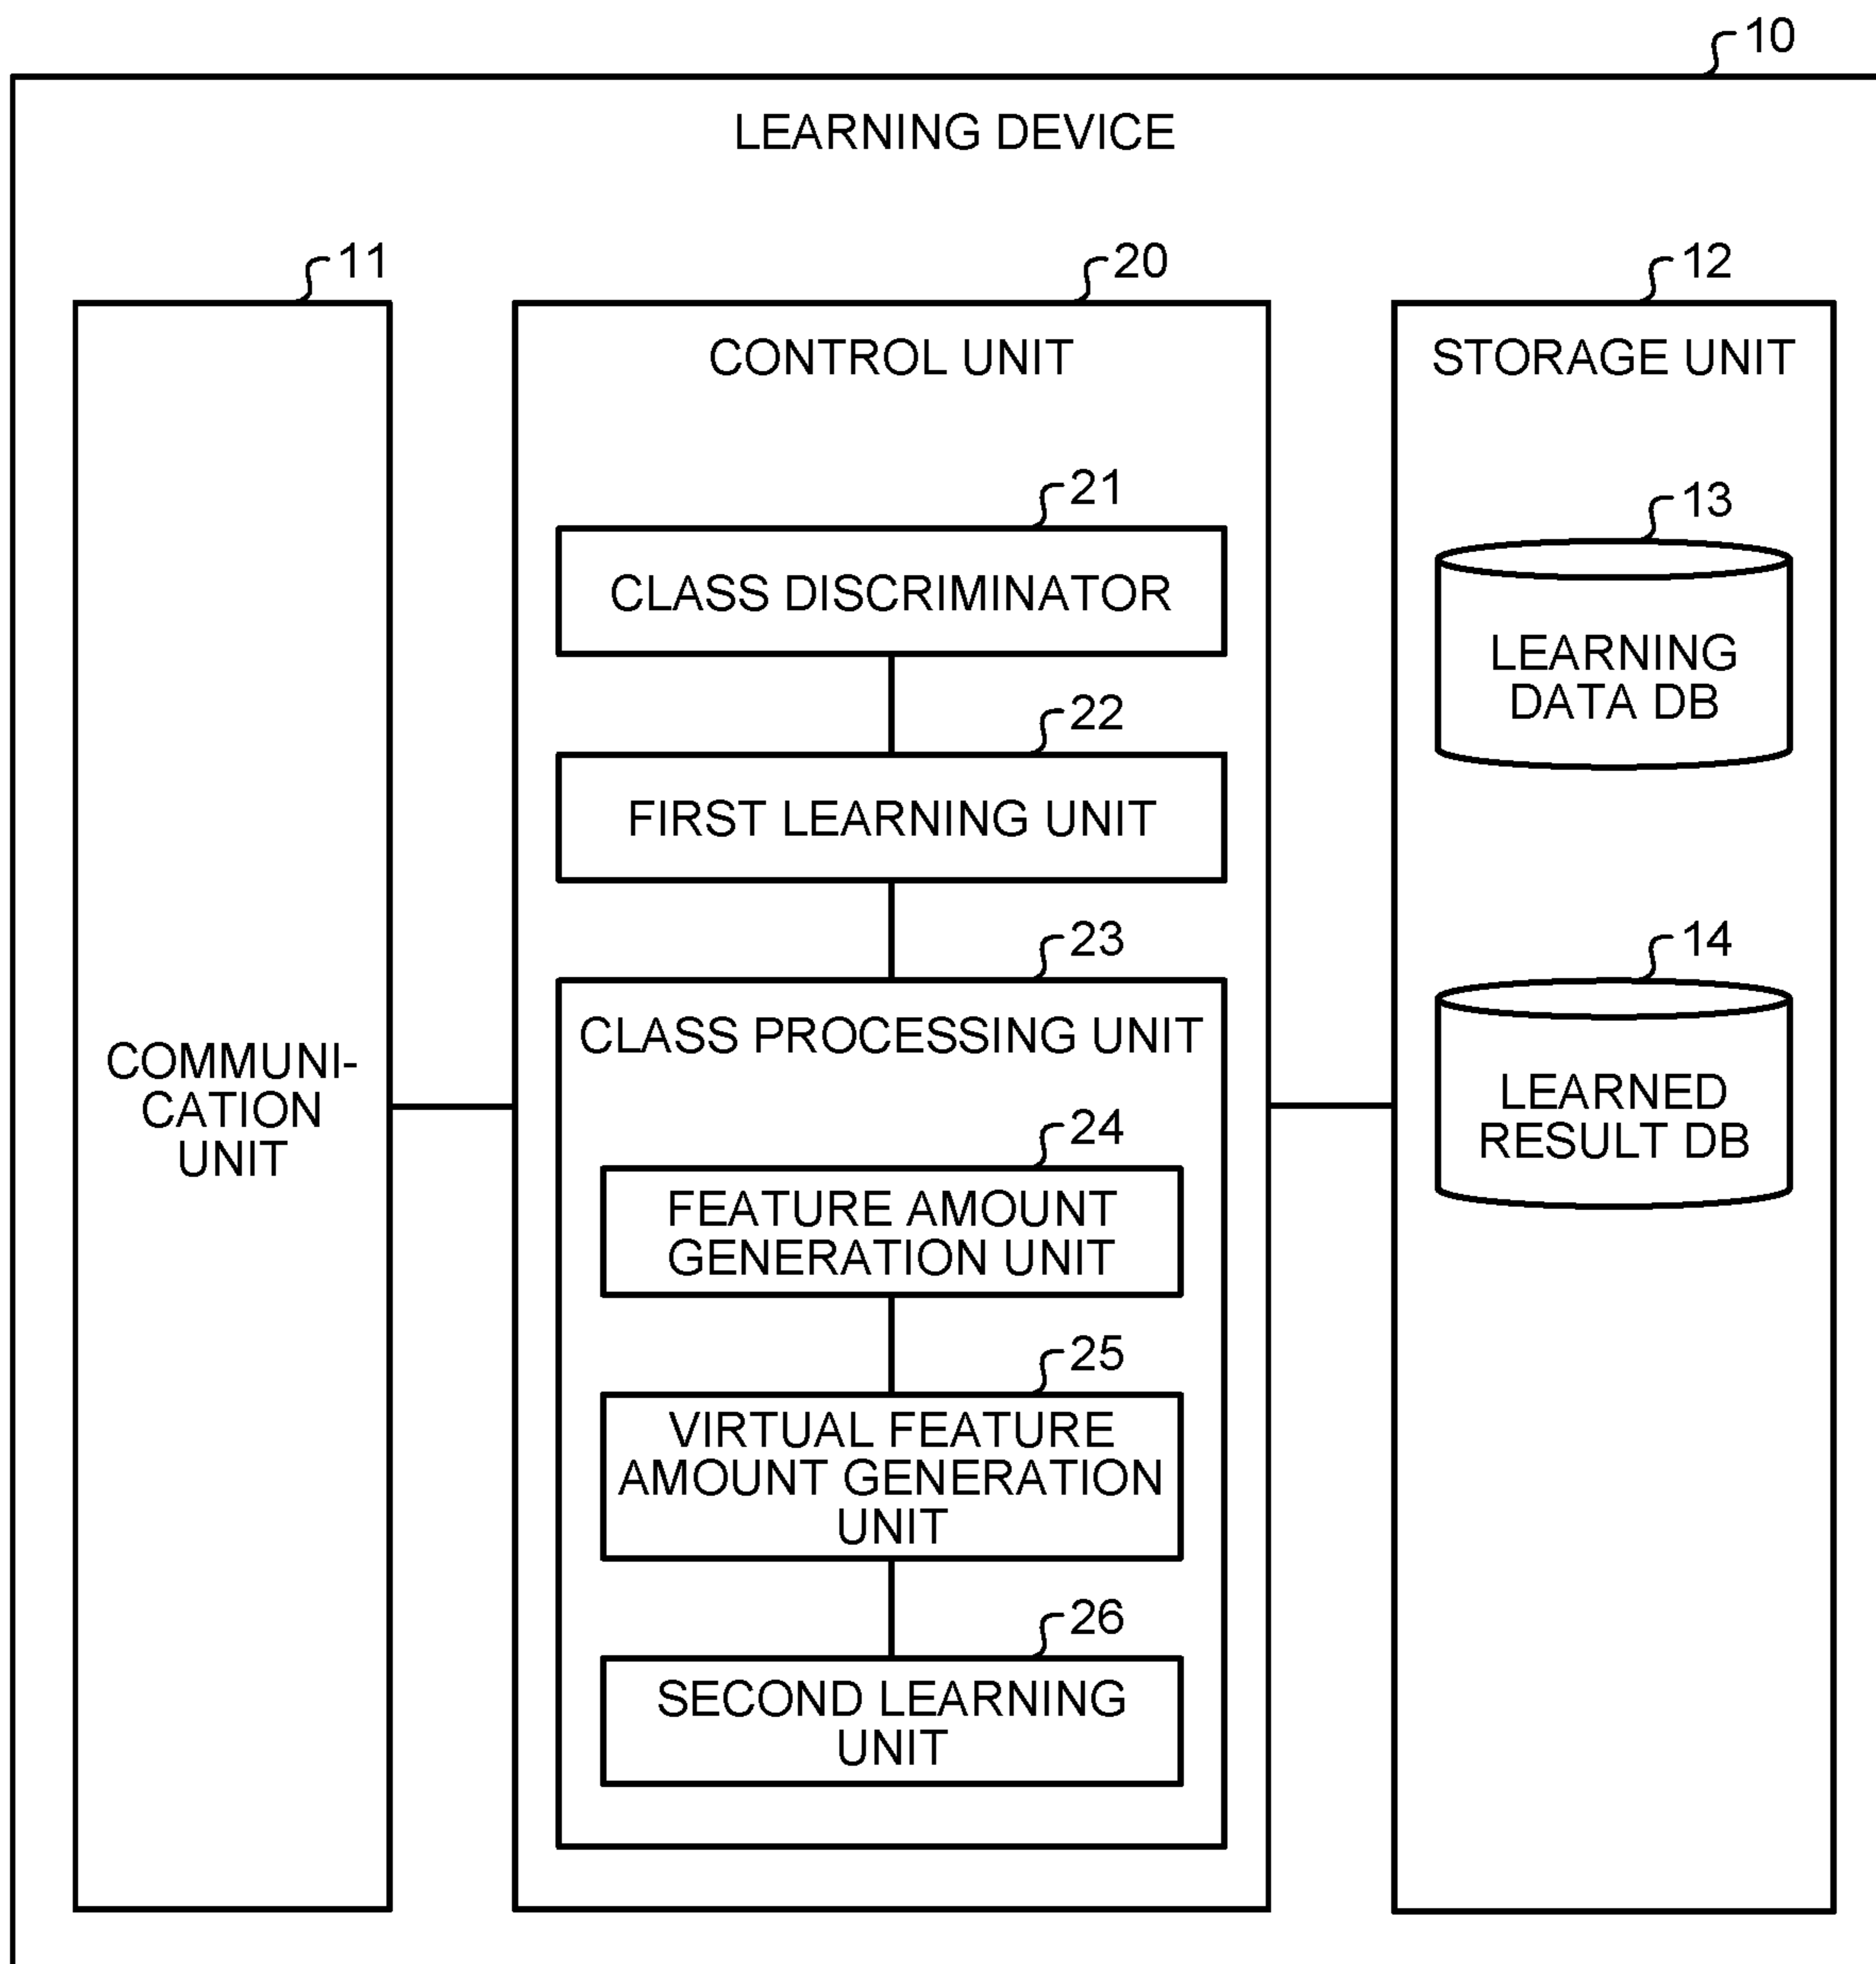 10
LEARNING DEVICE
11
COMMUNI-
CATION
UNIT
20
CONTROL UNIT
21
CLASS DISCRIMINATOR
22
FIRST LEARNING UNIT
23
CLASS PROCESSING UNIT
24
FEATURE AMOUNT
GENERATION UNIT
25
VIRTUAL FEATURE
AMOUNT GENERATION
UNIT
26
SECOND LEARNING
UNIT
12
STORAGE UNIT
13
LEARNING
DATA DB
14
LEARNED
RESULT DB